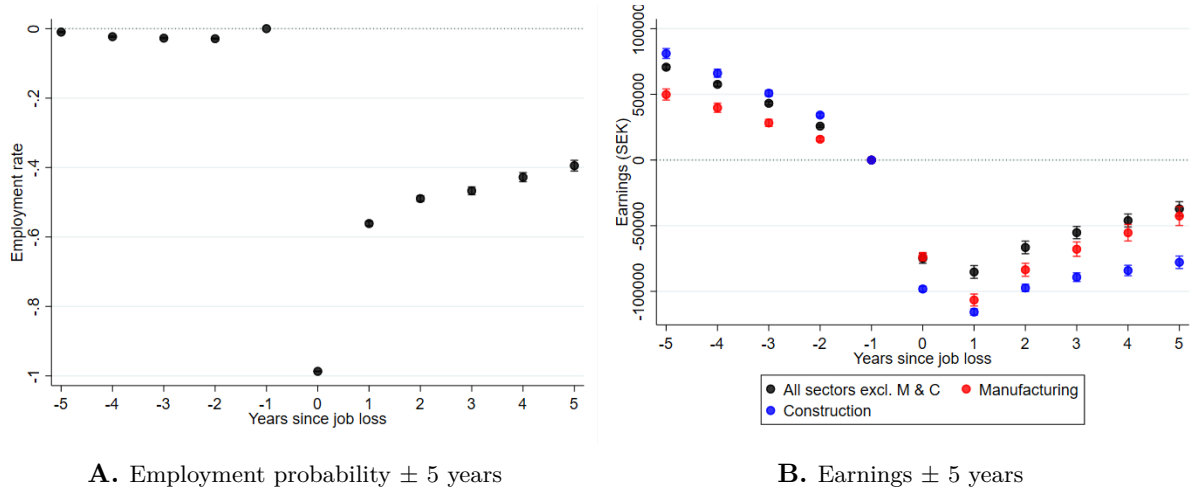 0
-.2
-.4
-.6
-.8
-1
Employment rate
-5 -4 -3 -2 -1 0 1 2 3 4 5
Years since job loss
100000
50000
0
-50000
-100000
Earnings (SEK)
-5 -4 -3 -2 -1 0 1 2 3 4 5
Years since job loss
All sectors excl. M & C Manufacturing
Construction
A. Employment probability ± 5 years
B. Earnings ± 5 years